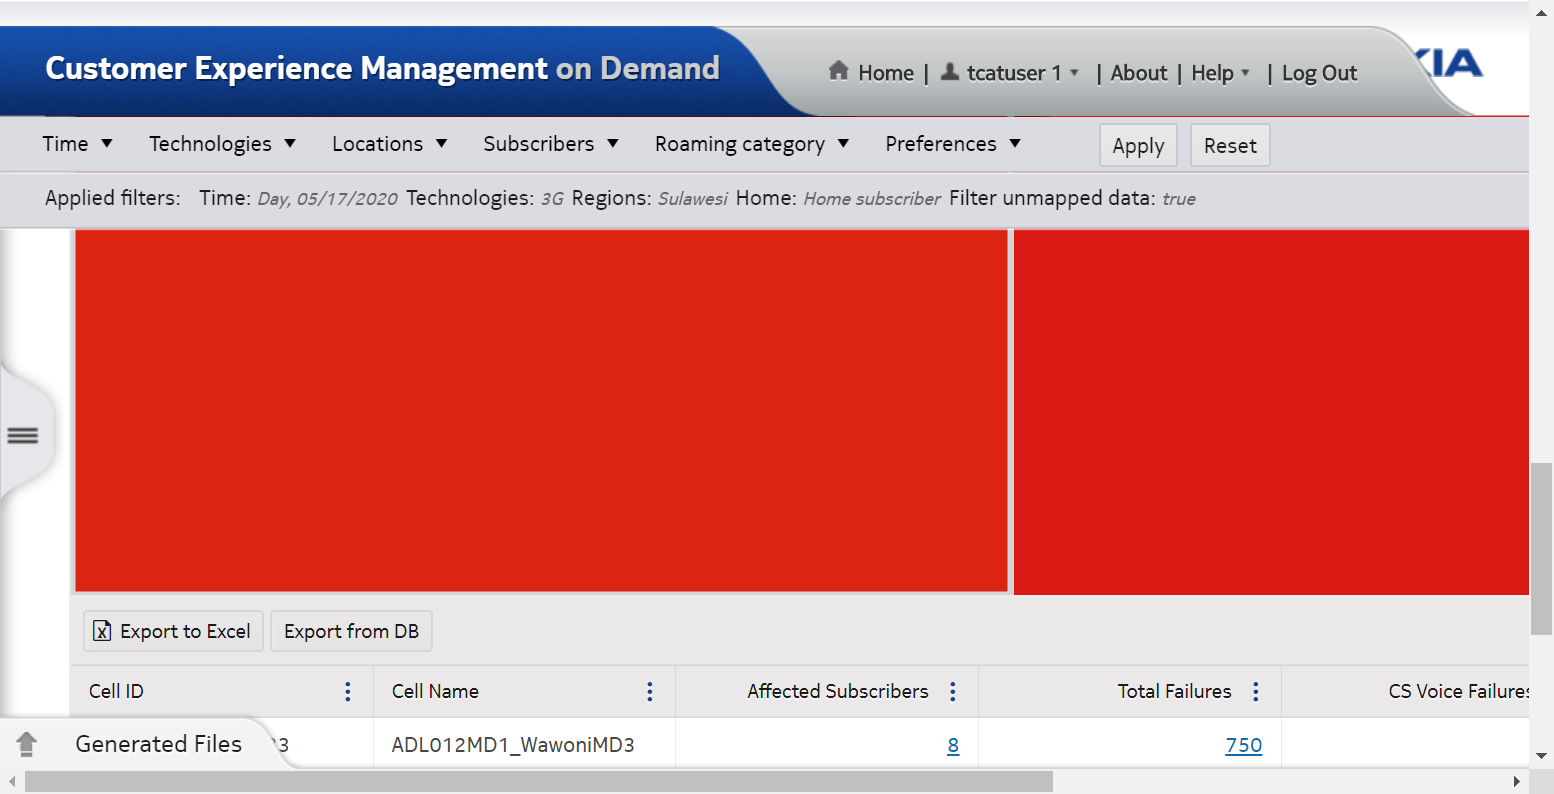 Customer Experience Management on Demand
Home | tcatuser 1 | About | Help | Log Out
KIA
Time Technologies Locations Subscribers Roaming category Preferences Apply Reset
Applied filters: Time: Day, 05/17/2020 Technologies: 3G Regions: Sulawesi Home: Home subscriber Filter unmapped data: true
Export to Excel Export from DB
Cell ID Cell Name Affected Subscribers Total Failures CS Voice Failures
Generated Files 3 ADL012MD1_WawoniMD3 8 750